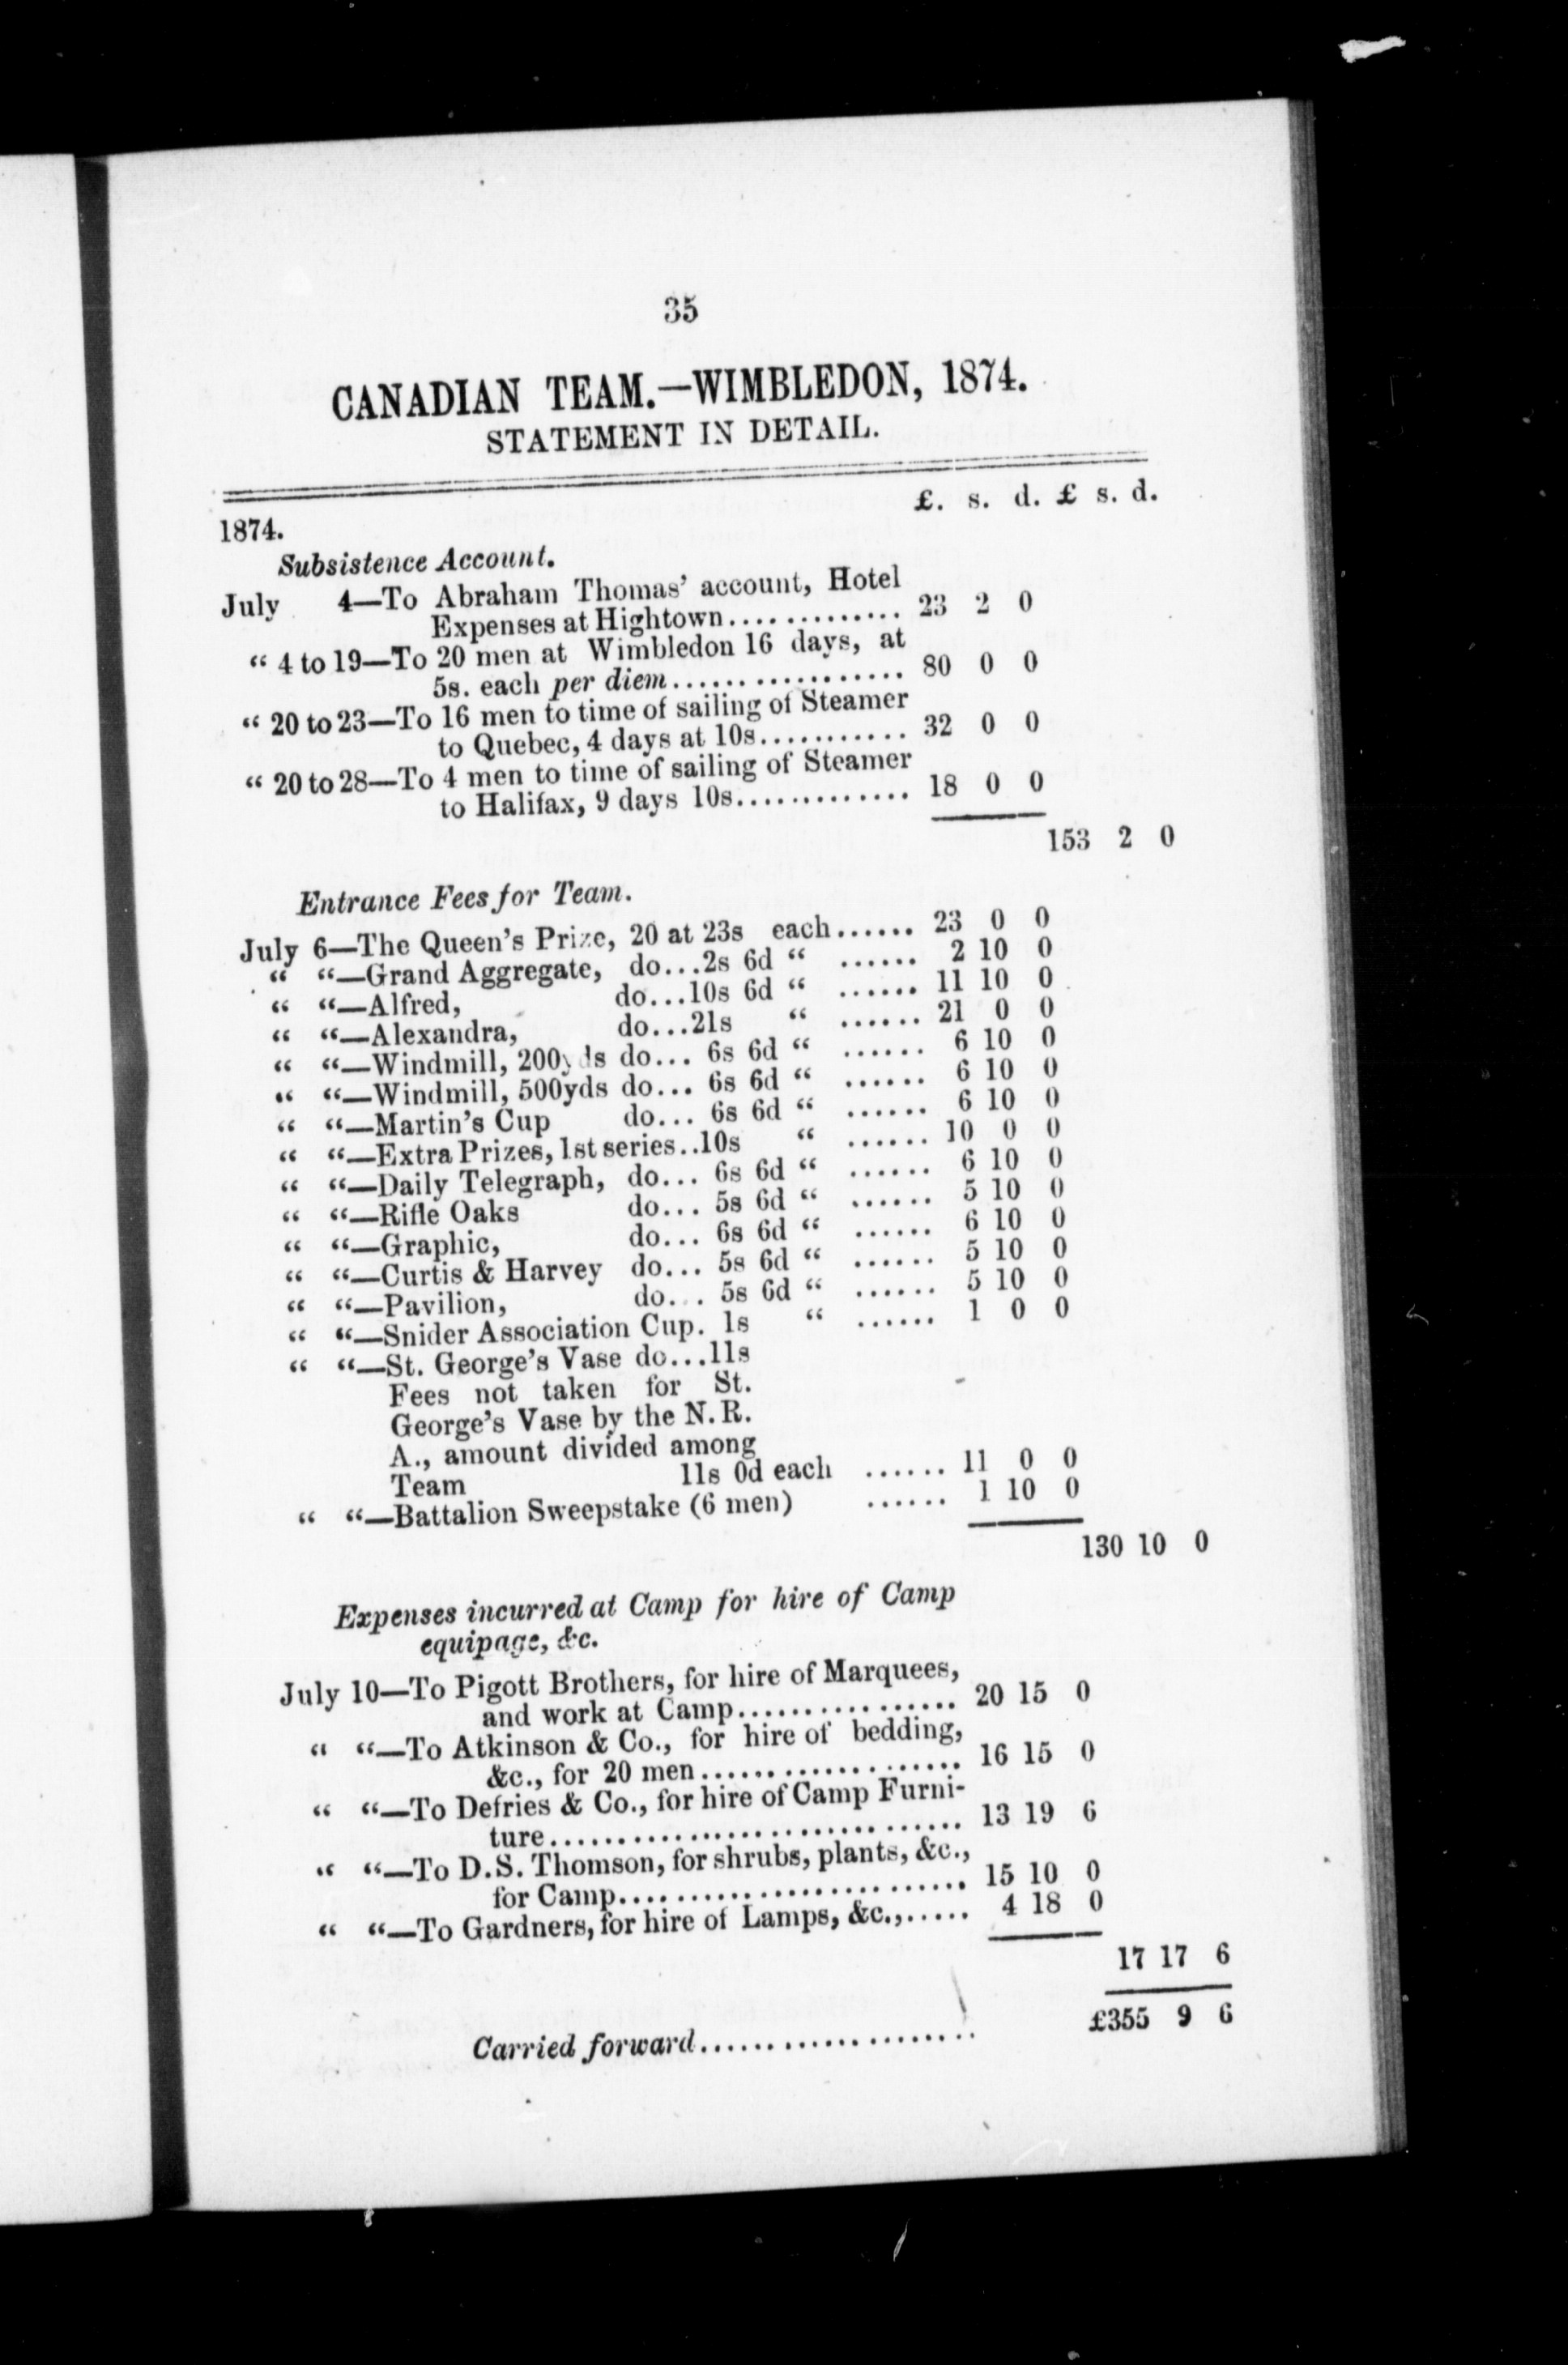 35
CANADIAN TEAM.—WIMBLEDON, 1874.
STATEMENT IN DETAIL.
£. s. d. £ s. d.
1874.
Subsistence Account.
July 4—To Abraham Thomas' account, Hotel
Expenses at Hightown............. 23 2 0
“ 4 to 19—To 20 men at Wimbledon 16 days, at
5s. each per diem................. 80 0 0
“ 20 to 23—To 16 men to time of sailing of Steamer
to Quebec, 4 days at 10s........... 32 0 0
“ 20 to 28—To 4 men to time of sailing of Steamer
to Halifax, 9 days 10s............. 18 0 0
153 2 0
Entrance Fees for Team.
July 6—The Queen's Prize, 20 at 23s each...... 23 0 0
“ “—Grand Aggregate, do...2s 6d “ ...... 2 10 0
“ “—Alfred, do...10s 6d “ ...... 11 10 0
“ “—Alexandra, do...21s “ ...... 21 0 0
“ “—Windmill, 200yds do... 6s 6d “ ...... 6 10 0
“ “—Windmill, 500yds do... 6s 6d “ ...... 6 10 0
“ “—Martin's Cup do... 6s 6d “ ...... 6 10 0
“ “—Extra Prizes, 1st series..10s “ ...... 10 0 0
“ “—Daily Telegraph, do... 6s 6d “ ...... 6 10 0
“ “—Rifle Oaks do... 5s 6d “ ...... 5 10 0
“ “—Graphic, do... 6s 6d “ ...... 6 10 0
“ “—Curtis & Harvey do... 5s 6d “ ...... 5 10 0
“ “—Pavilion, do... 5s 6d “ ...... 5 10 0
“ “—Snider Association Cup. 1s “ ...... 1 0 0
“ “—St. George's Vase do...11s
Fees not taken for St.
George's Vase by the N. R.
A., amount divided among
Team 11s 0d each ...... 11 0 0
“ “—Battalion Sweepstake (6 men) ...... 1 10 0
130 10 0
Expenses incurred at Camp for hire of Camp
equipage, &c.
July 10—To Pigott Brothers, for hire of Marquees,
and work at Camp................ 20 15 0
“ “—To Atkinson & Co., for hire of bedding,
&c., for 20 men................... 16 15 0
“ “—To Defries & Co., for hire of Camp Furni-
ture.............................. 13 19 6
“ “—To D.S. Thomson, for shrubs, plants, &c.,
for Camp.......................... 15 10 0
“ “—To Gardners, for hire of Lamps, &c.,..... 4 18 0
17 17 6
Carried forward..................... £355 9 6